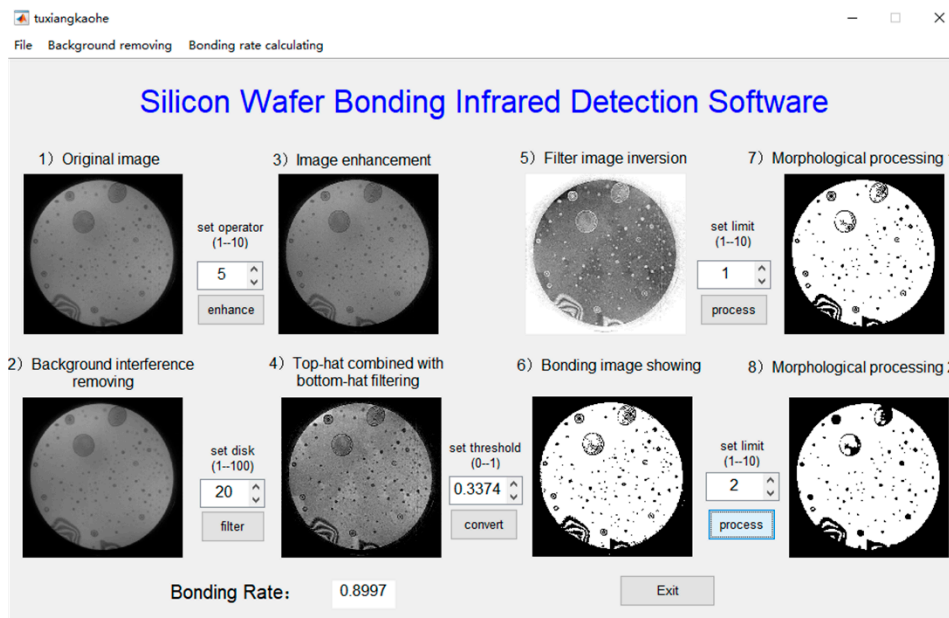 tuxiangkaohe
File Background removing Bonding rate calculating
Silicon Wafer Bonding Infrared Detection Software
1）Original image
3）Image enhancement
5）Filter image inversion
7）Morphological processing
set operator
(1--10)
5
enhance
set limit
(1--10)
1
process
2）Background interference
removing
4）Top-hat combined with
bottom-hat filtering
6）Bonding image showing
8）Morphological processing 2
set disk
(1--100)
20
filter
set threshold
(0--1)
0.3374
convert
set limit
(1--10)
2
process
Bonding Rate：
0.8997
Exit